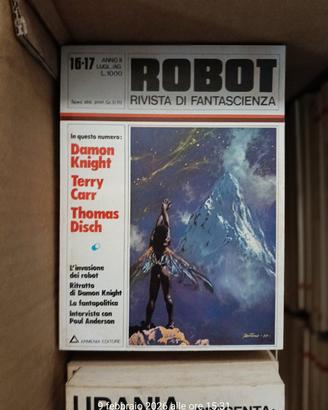 16-17
ANNO II
LUGL./AG.
L.1000
ROBOT
RIVISTA DI FANTASCIENZA
In questo numero:
Damon
Knight
Terry
Carr
Thomas
Disch
L'invasione
dei robot
Ritratto
di Damon Knight
La fantapolitica
Intervista con
Poul Anderson
ARMENIA EDITORE
URANIA
9 febbraio 2026 alle ore 15:31